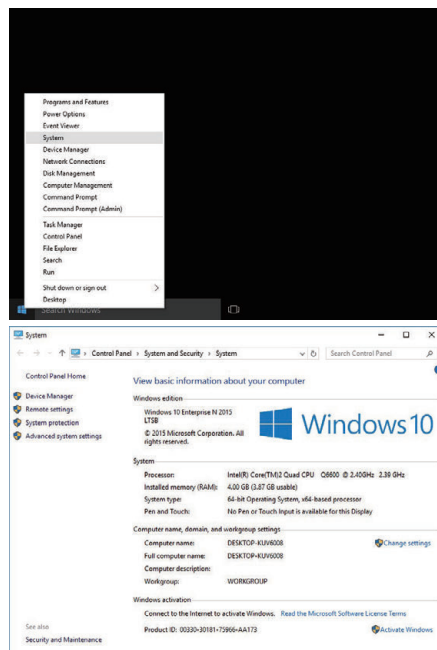 Programs and Features
Power Options
Event Viewer
System
Device Manager
Network Connections
Disk Management
Computer Management
Command Prompt
Command Prompt (Admin)
Task Manager
Control Panel
File Explorer
Search
Run
Shut down or sign out
Desktop
Search Windows
System
Control Panel › System and Security › System
Search Control Panel
Control Panel Home
Device Manager
Remote settings
System protection
Advanced system settings
View basic information about your computer
Windows edition
Windows 10 Enterprise N 2015
LTSB
© 2015 Microsoft Corporation. All
rights reserved.
Windows 10
System
Processor: Intel(R) Core(TM)2 Quad CPU Q6600 @ 2.40GHz 2.39 GHz
Installed memory (RAM): 4.00 GB (3.87 GB usable)
System type: 64-bit Operating System, x64-based processor
Pen and Touch: No Pen or Touch Input is available for this Display
Computer name, domain, and workgroup settings
Computer name: DESKTOP-KUV6008
Change settings
Full computer name: DESKTOP-KUV6008
Computer description:
Workgroup: WORKGROUP
Windows activation
Connect to the Internet to activate Windows. Read the Microsoft Software License Terms
Product ID: 00330-30181-75966-AA173
Activate Windows
See also
Security and Maintenance